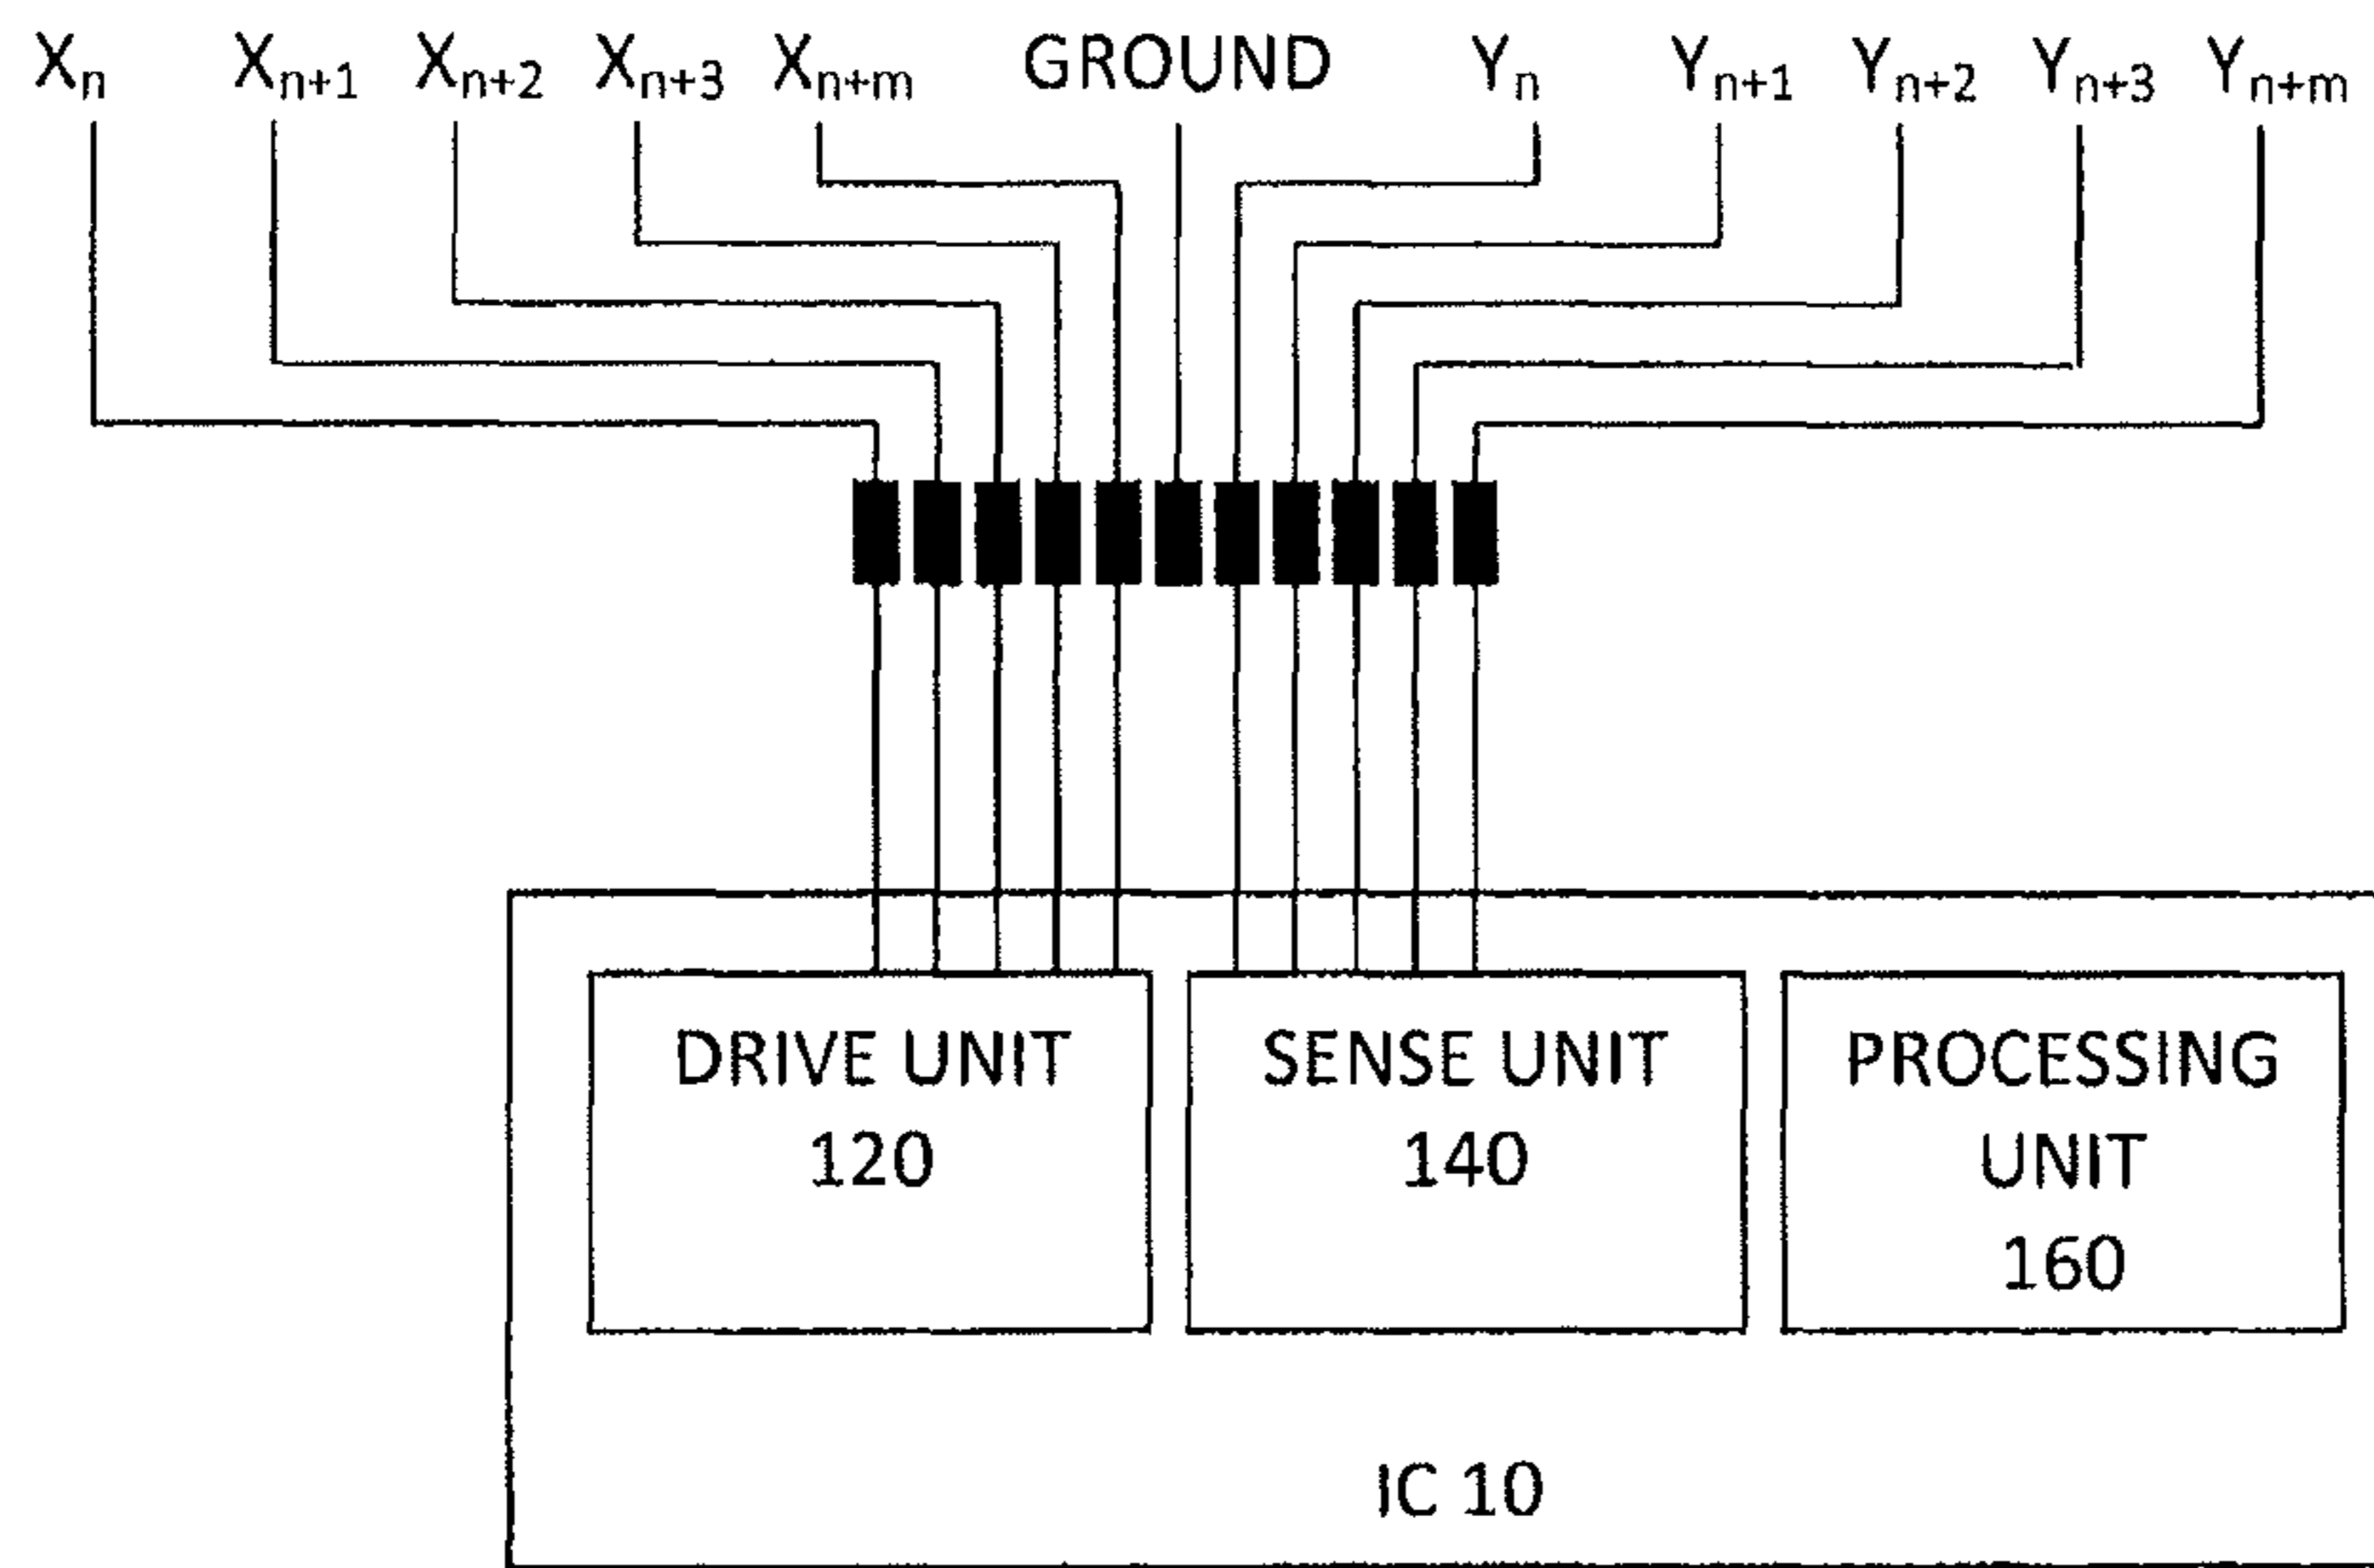 Xn Xn+1 Xn+2 Xn+3 Xn+m GROUND Yn Yn+1 Yn+2 Yn+3 Yn+m
DRIVE UNIT
120
SENSE UNIT
140
PROCESSING
UNIT
160
IC 10